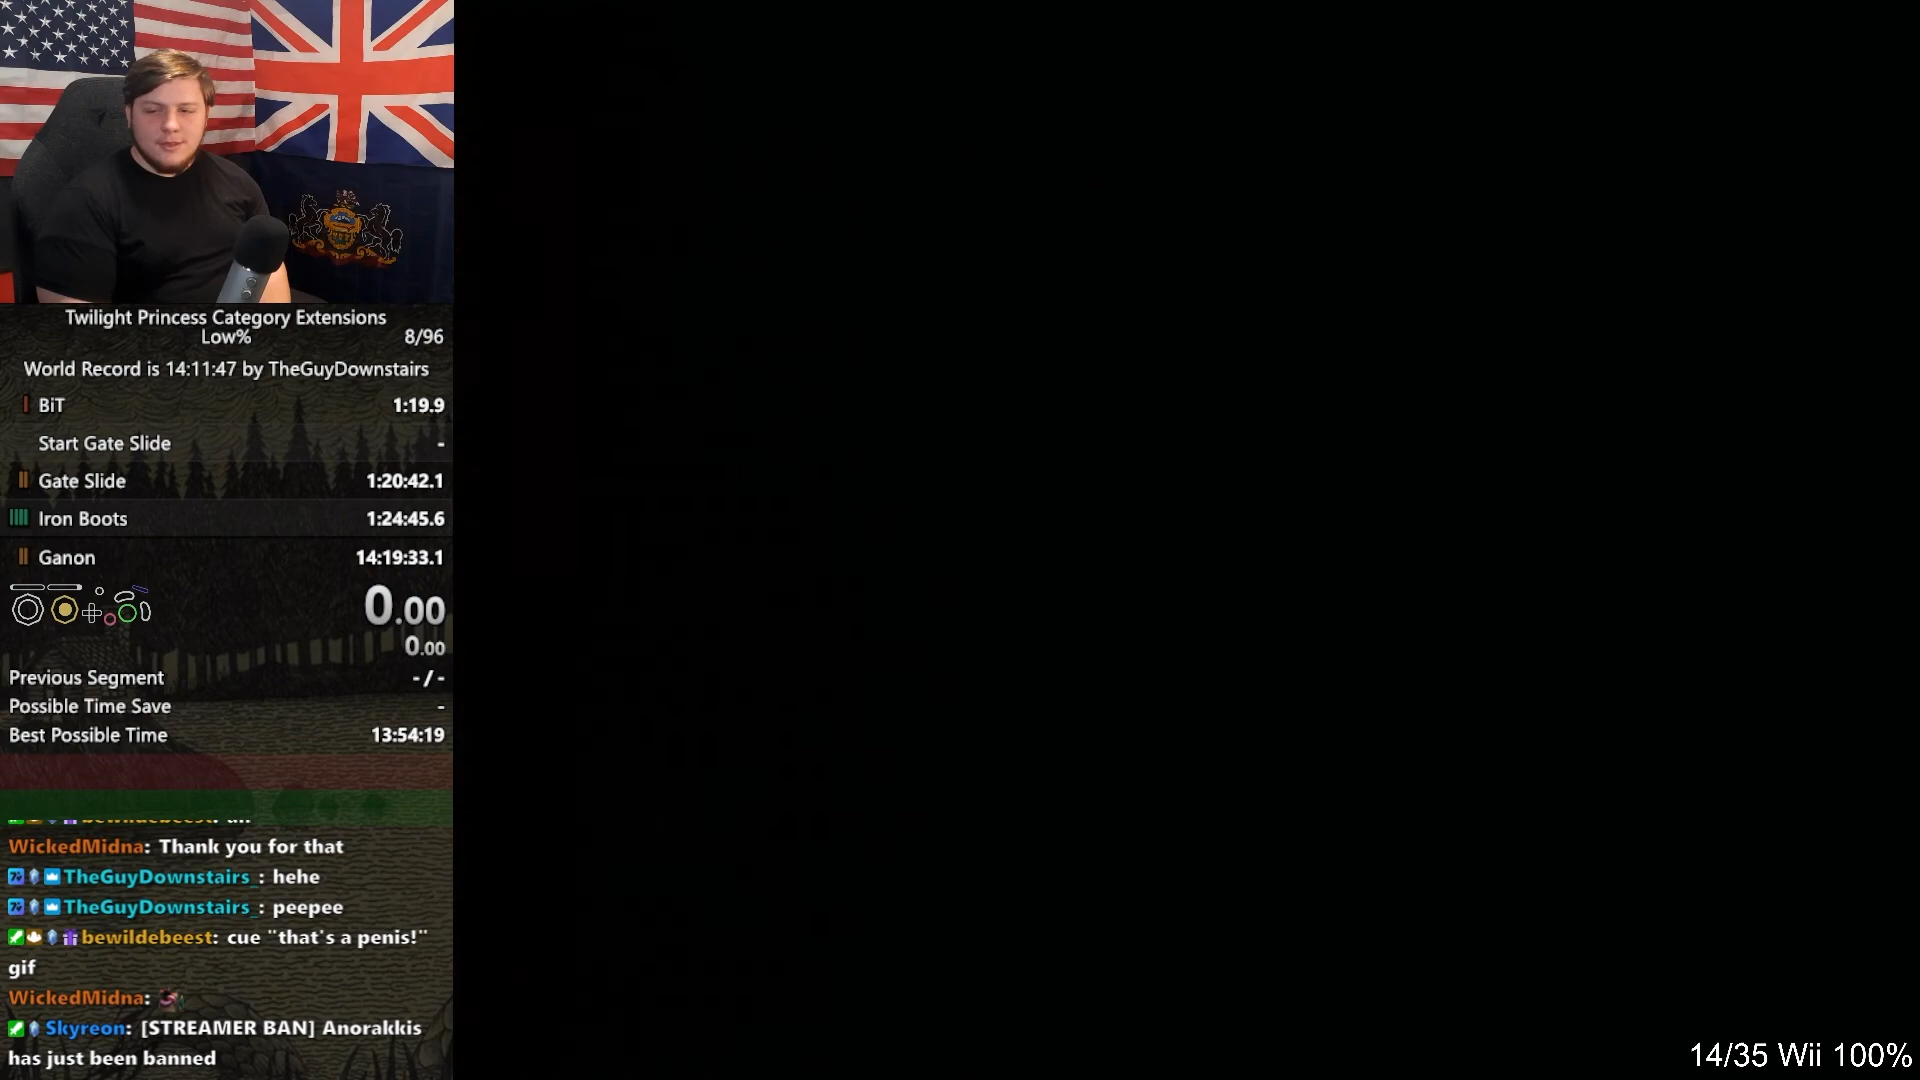 Twilight Princess Category Extensions
Low% 8/96
World Record is 14:11:47 by TheGuyDownstairs
BiT 1:19.9
Start Gate Slide -
Gate Slide 1:20:42.1
Iron Boots 1:24:45.6
Ganon 14:19:33.1
0.00
0.00
Previous Segment - / -
Possible Time Save -
Best Possible Time 13:54:19
WickedMidna: Thank you for that
TheGuyDownstairs_: hehe
TheGuyDownstairs_: peepee
bewildebeest: cue "that's a penis!"
gif
WickedMidna:
Skyreon: [STREAMER BAN] Anorakkis
has just been banned
14/35 Wii 100%